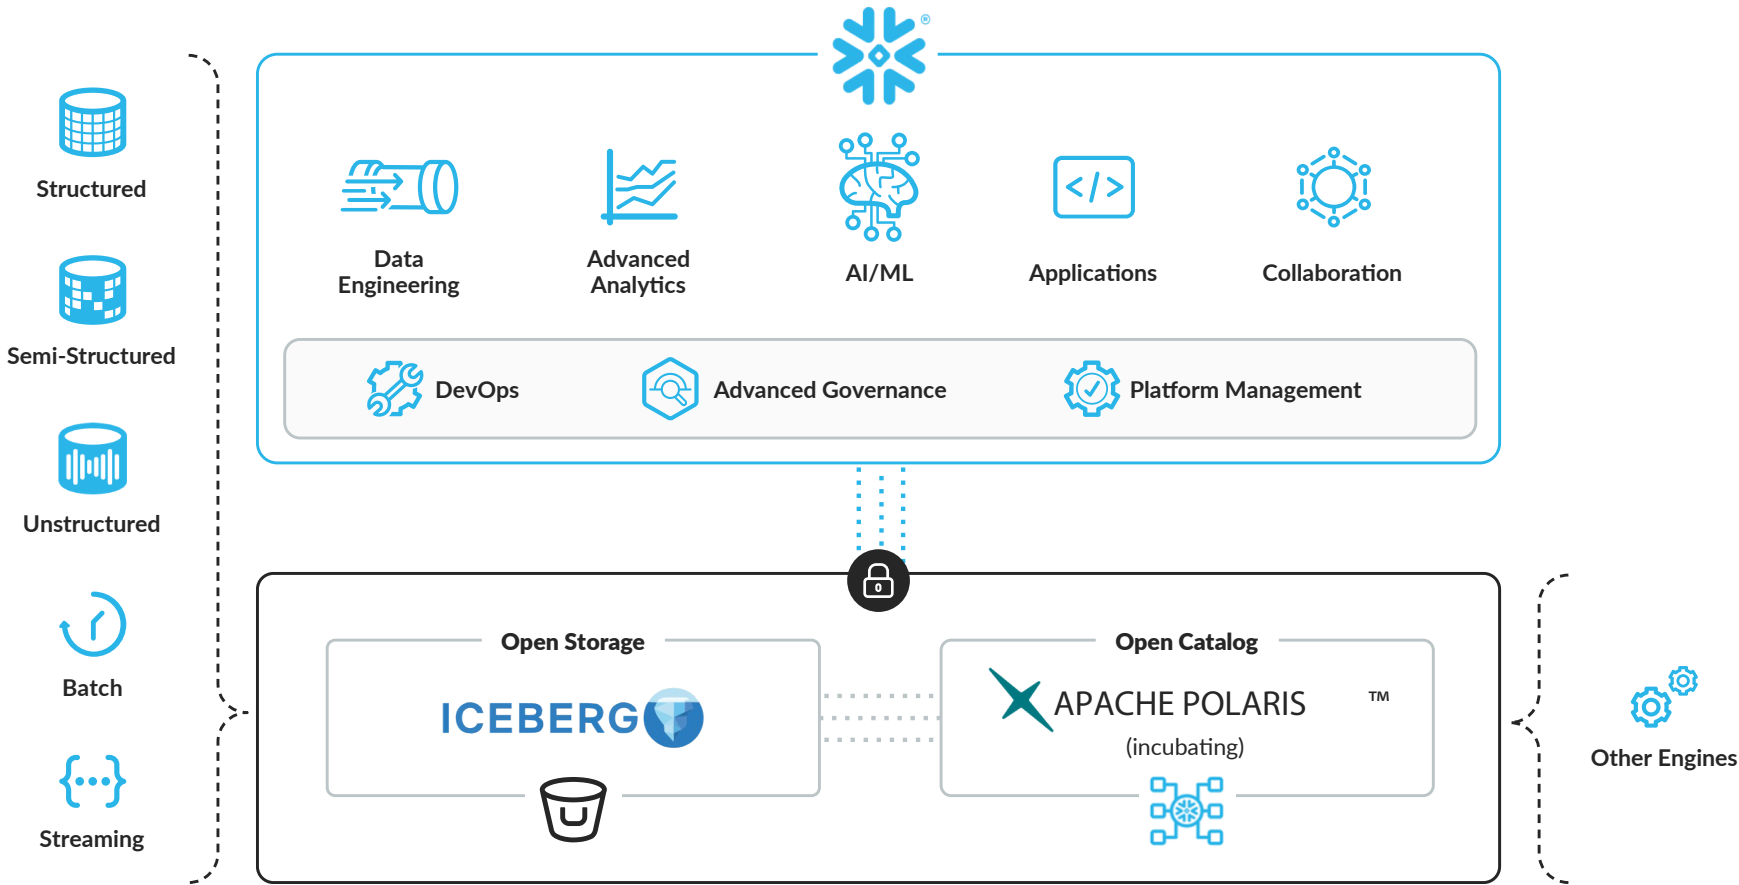 ®
Structured
Semi-Structured
Unstructured
Batch
Streaming
Data
Engineering
Advanced
Analytics
AI/ML
Applications
Collaboration
DevOps
Advanced Governance
Platform Management
Open Storage
ICEBERG
Open Catalog
APACHE POLARIS ™
(incubating)
Other Engines